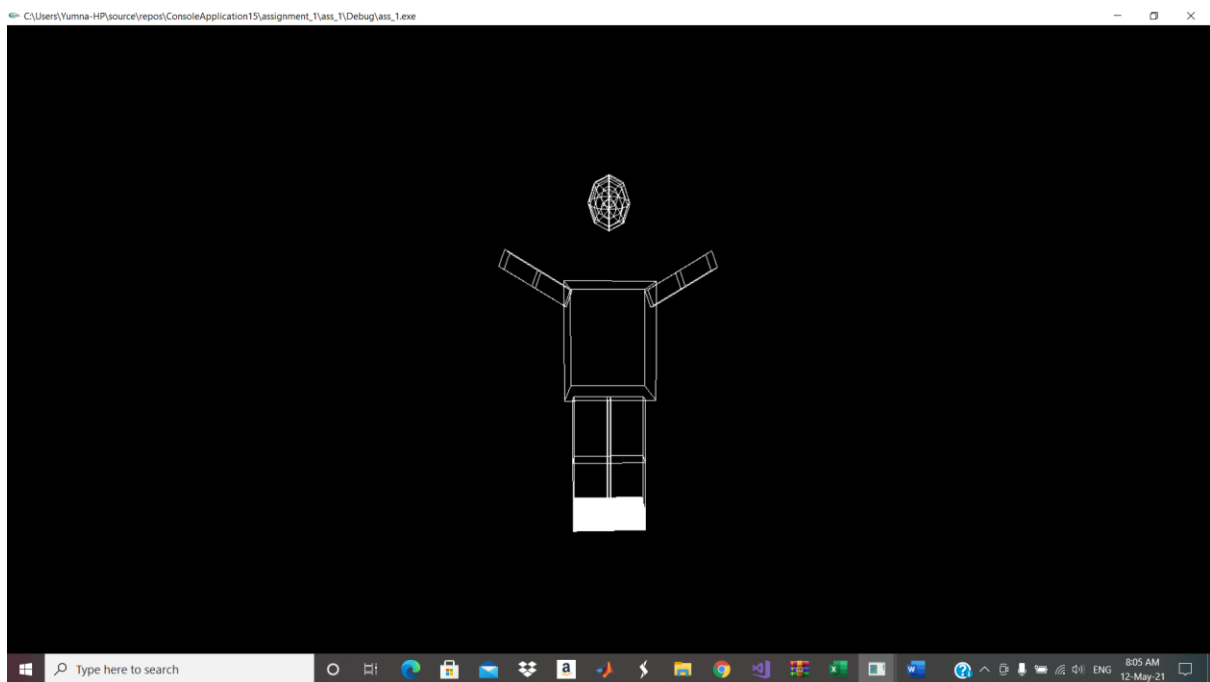 C:\Users\Yumna-HP\source\repos\ConsoleApplication15\assignment_1\ass_1\Debug\ass_1.exe
Type here to search
a
x
w
ENG
8:05 AM
12-May-21